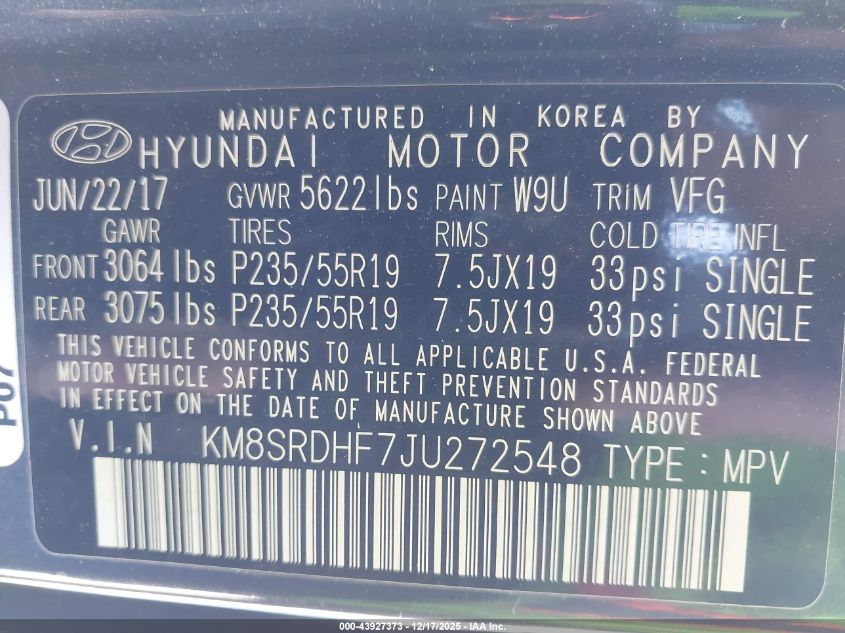 MANUFACTURED IN KOREA BY
HYUNDAI MOTOR COMPANY
JUN/22/17 GVWR 5622lbs PAINT W9U TRIM VFG
GAWR TIRES RIMS COLD TIRE INFL
FRONT 3064lbs P235/55R19 7.5JX19 33psi SINGLE
REAR 3075lbs P235/55R19 7.5JX19 33psi SINGLE
THIS VEHICLE CONFORMS TO ALL APPLICABLE U.S.A. FEDERAL
MOTOR VEHICLE SAFETY AND THEFT PREVENTION STANDARDS
IN EFFECT ON THE DATE OF MANUFACTURE SHOWN ABOVE
V.I.N KM8SRDHF7JU272548 TYPE : MPV
P07
000-43927373 - 12/17/2025 - IAA Inc.